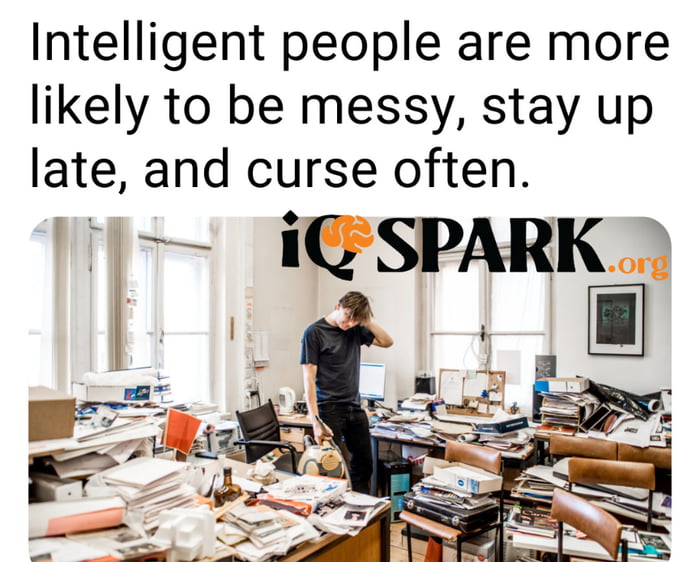 Intelligent people are more
likely to be messy, stay up
late, and curse often.
iQ SPARK.org